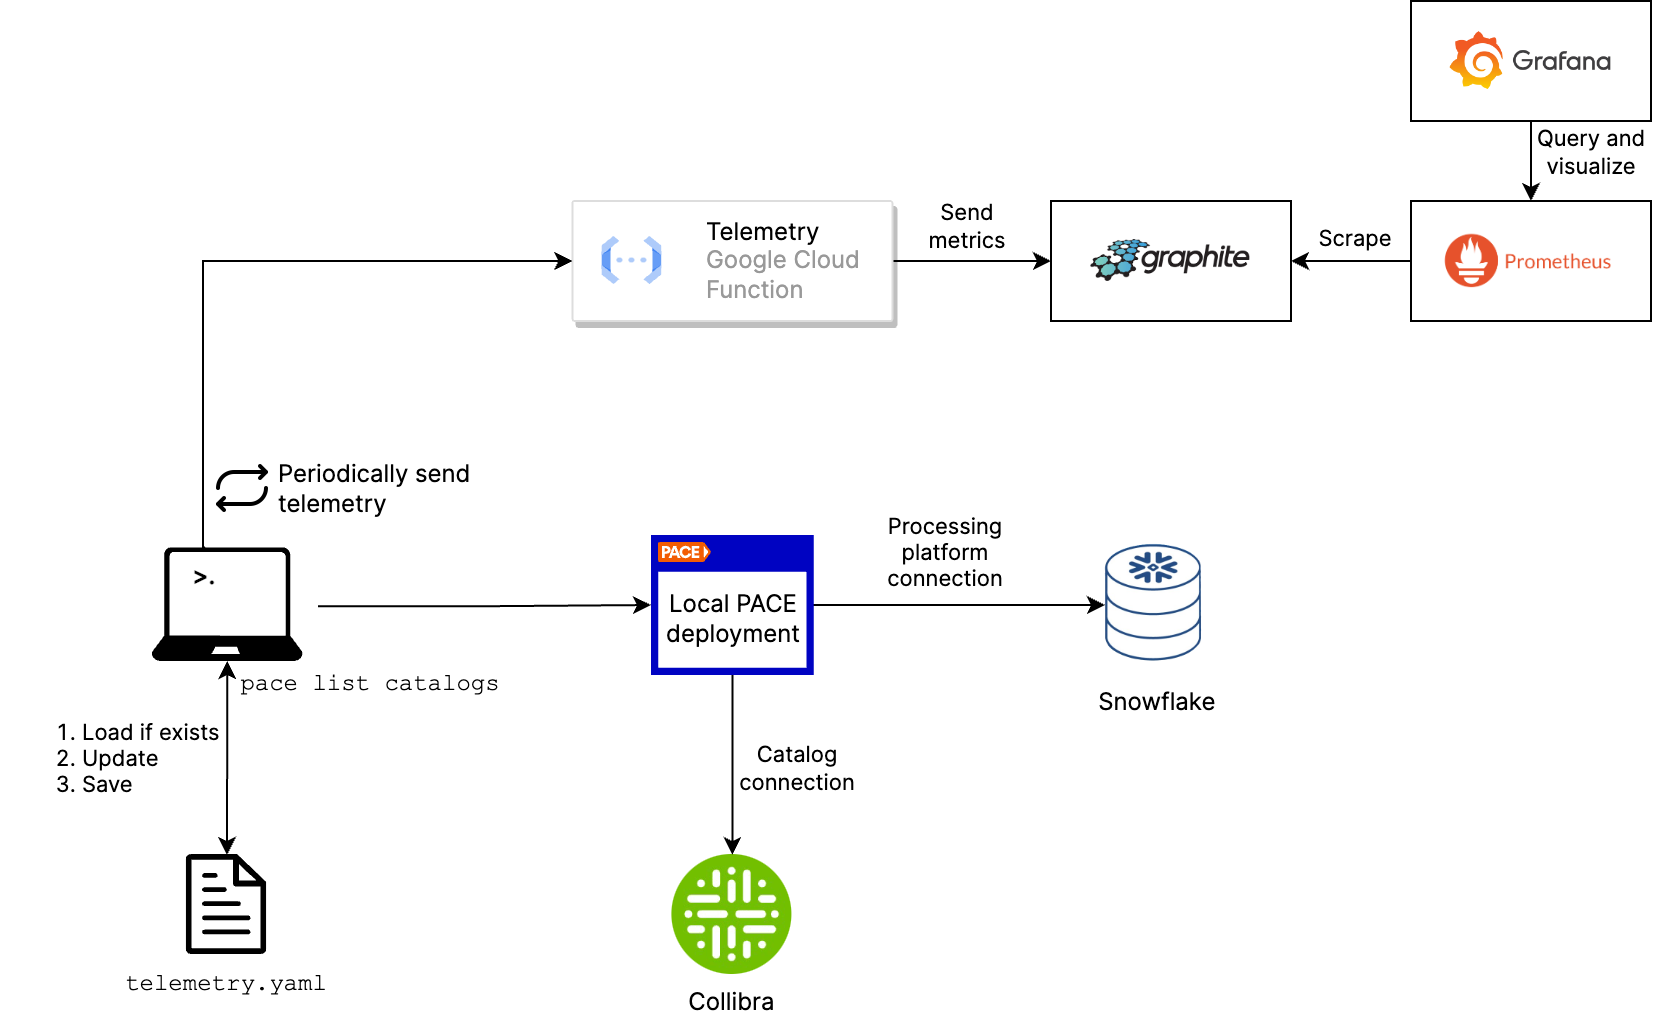 Grafana
Query and
visualize
Telemetry
Google Cloud
Function
Send
metrics
graphite
Scrape
Prometheus
Periodically send
telemetry
>.
pace list catalogs
PACE
Local PACE
deployment
Processing
platform
connection
Snowflake
1. Load if exists
2. Update
3. Save
Catalog
connection
telemetry.yaml
Collibra